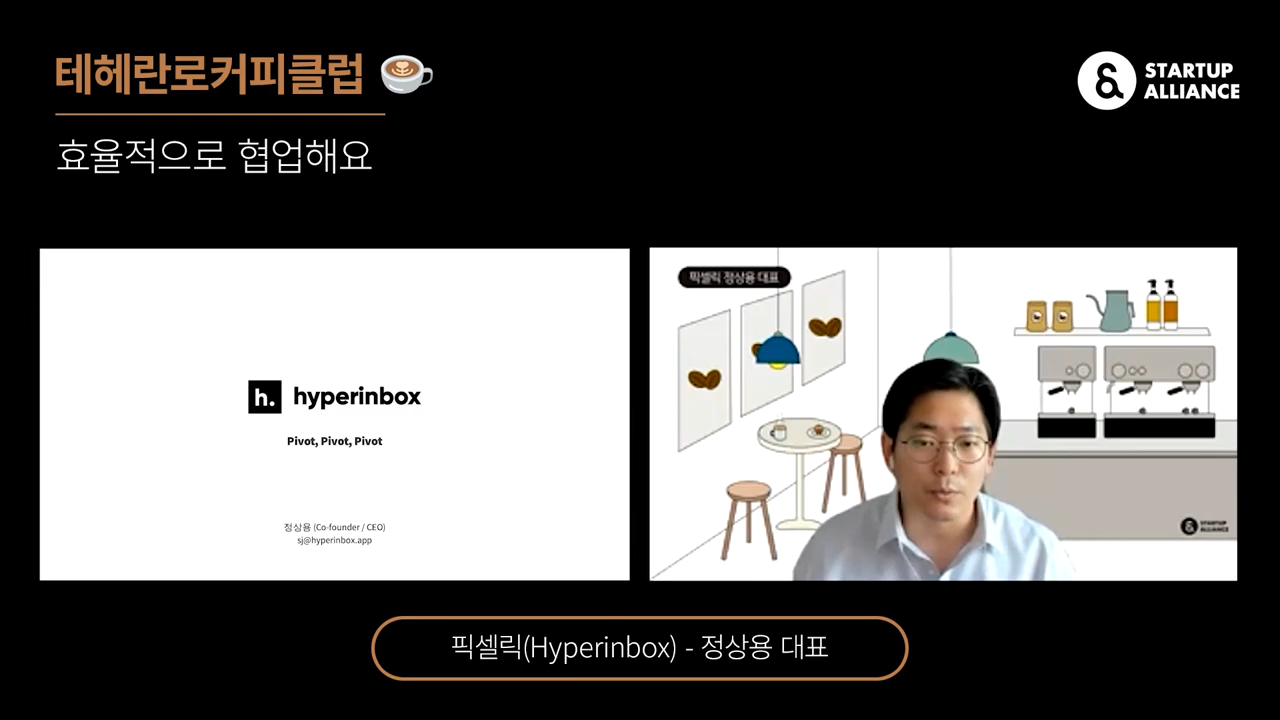 테헤란로커피클럽
STARTUP
ALLIANCE
효율적으로 협업해요
h. hyperinbox
Pivot, Pivot, Pivot
정상용 (Co-founder / CEO)
sj@hyperinbox.app
픽셀릭 정상용 대표
STARTUP
ALLIANCE
픽셀릭(Hyperinbox) - 정상용 대표